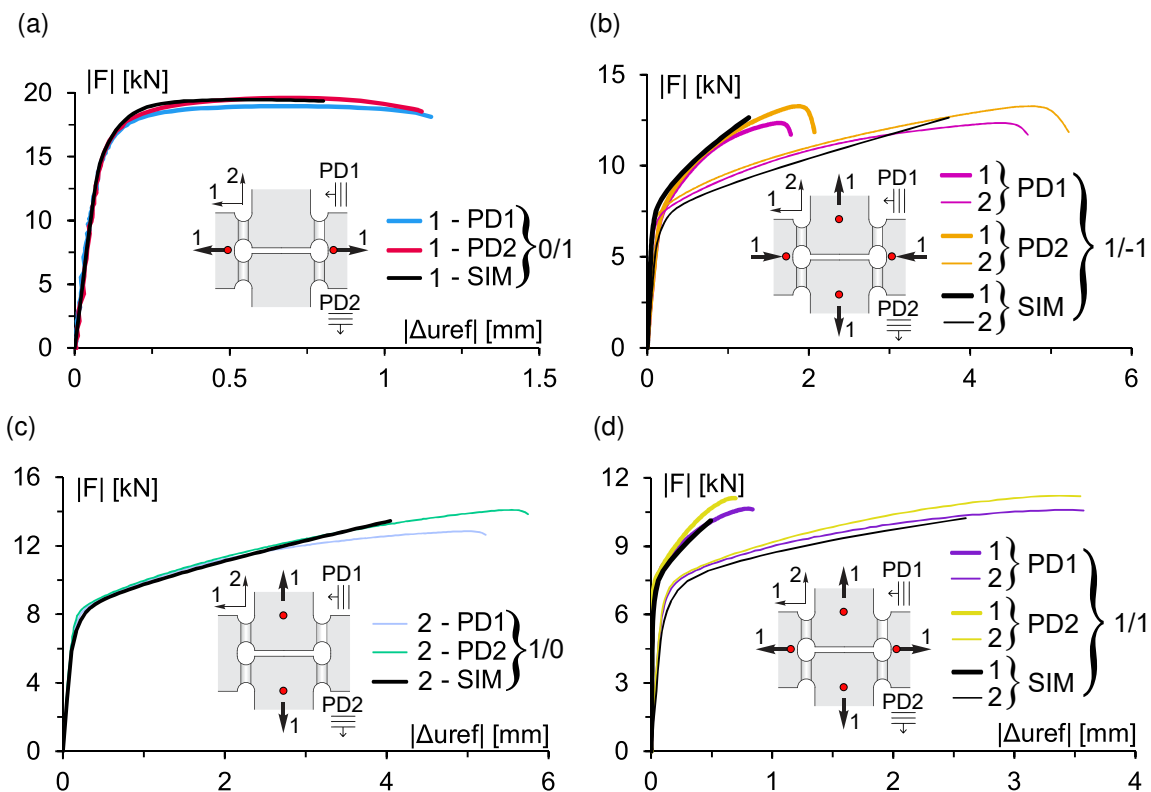 (a)
|F| [kN]
20
15
10
5
0
0
0.5
1
1.5
|Δuref| [mm]
2
1
PD1
1
1
PD2
1 - PD1
1 - PD2
1 - SIM
0/1
(b)
|F| [kN]
15
10
5
0
0
2
4
6
|Δuref| [mm]
2
1
1
PD1
1
1
1
PD2
1
2
PD1
1
2
PD2
1
2
SIM
1/-1
(c)
|F| [kN]
16
12
8
4
0
0
2
4
6
|Δuref| [mm]
2
1
1
PD1
PD2
1
2 - PD1
2 - PD2
2 - SIM
1/0
(d)
|F| [kN]
12
9
6
3
0
0
1
2
3
4
|Δuref| [mm]
2
1
1
PD1
1
1
PD2
1
1
2
PD1
1
2
PD2
1
2
SIM
1/1